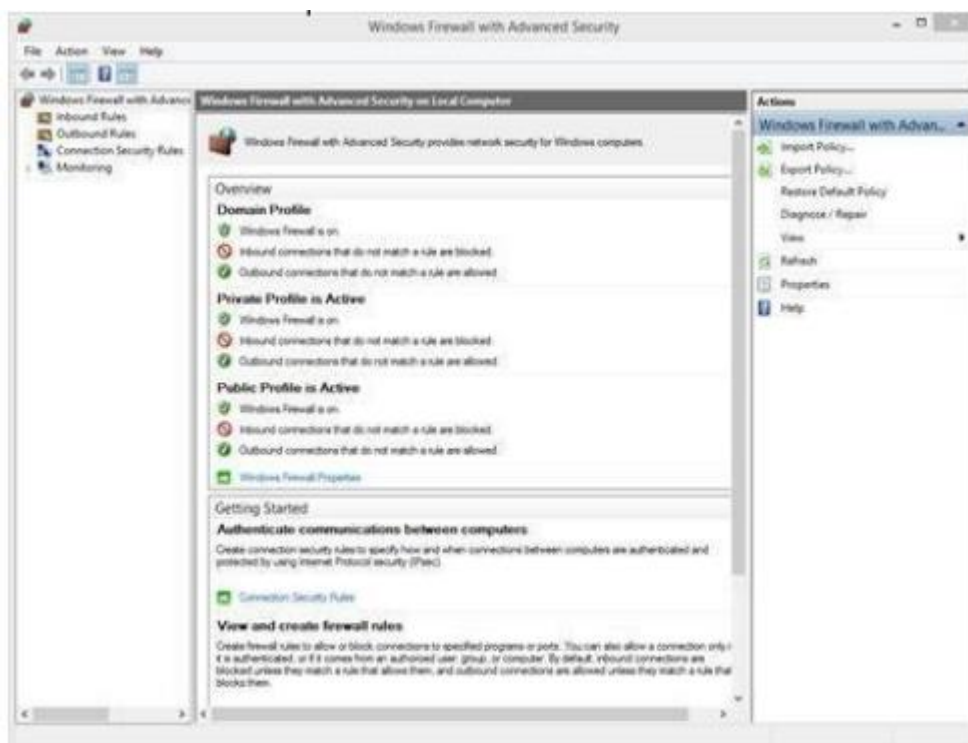 Windows Firewall with Advanced Security
File Action View Help
Windows Firewall with Advanc
Inbound Rules
Outbound Rules
Connection Security Rules
Monitoring
Windows Firewall with Advanced Security on Local Computer
Windows Firewall with Advanced Security provides network security for Windows computers.
Overview
Domain Profile
Windows Firewall is on.
Inbound connections that do not match a rule are blocked.
Outbound connections that do not match a rule are allowed.
Private Profile is Active
Windows Firewall is on.
Inbound connections that do not match a rule are blocked.
Outbound connections that do not match a rule are allowed.
Public Profile is Active
Windows Firewall is on.
Inbound connections that do not match a rule are blocked.
Outbound connections that do not match a rule are allowed.
Windows Firewall Properties
Getting Started
Authenticate communications between computers
Create connection security rules to specify how and when connections between computers are authenticated and
protected by using Internet Protocol security (IPsec).
Connection Security Rules
View and create firewall rules
Create firewall rules to allow or block connections to specified programs or ports. You can also allow a connection only i
it is authenticated, or if it comes from an authorized user, group, or computer. By default, inbound connections are
blocked unless they match a rule that allows them, and outbound connections are allowed unless they match a rule that
blocks them.
Actions
Windows Firewall with Advan...
Import Policy...
Export Policy...
Restore Default Policy
Diagnose / Repair
View
Refresh
Properties
Help